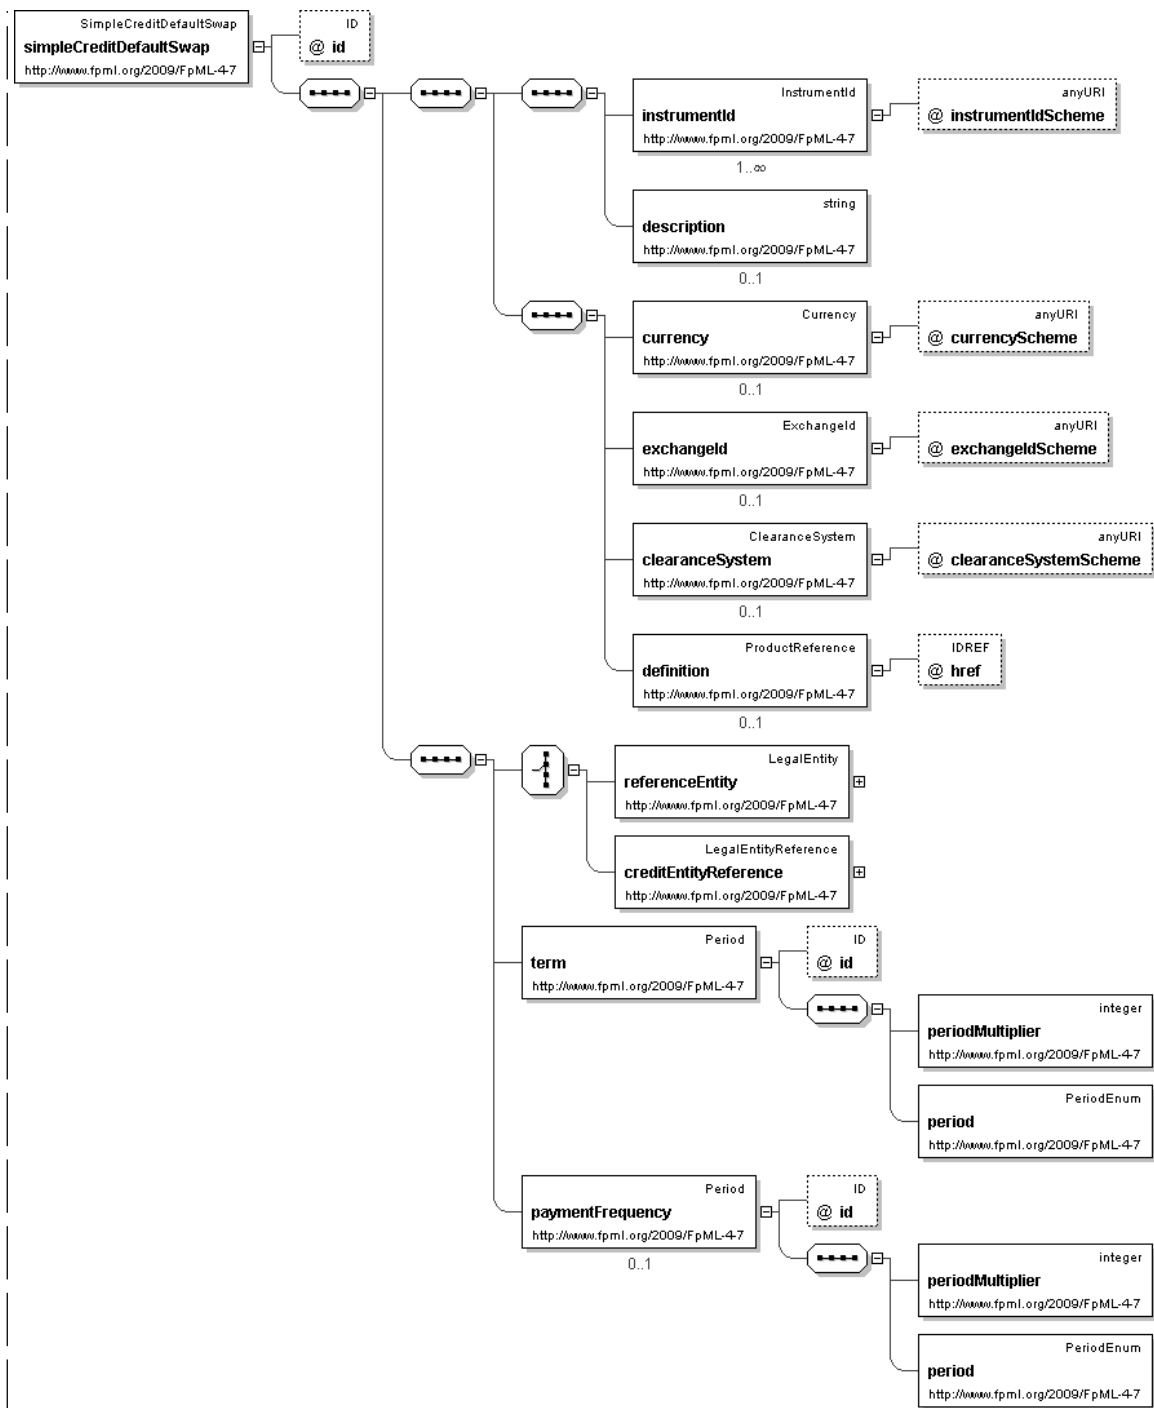 SimpleCreditDefaultSwap
simpleCreditDefaultSwap
http://www.fpml.org/2009/FpML-4-7
ID
@ id
InstrumentId
instrumentId
http://www.fpml.org/2009/FpML-4-7
1..∞
anyURI
@ instrumentIdScheme
string
description
http://www.fpml.org/2009/FpML-4-7
0..1
Currency
currency
http://www.fpml.org/2009/FpML-4-7
0..1
anyURI
@ currencyScheme
ExchangeId
exchangeId
http://www.fpml.org/2009/FpML-4-7
0..1
anyURI
@ exchangeIdScheme
ClearanceSystem
clearanceSystem
http://www.fpml.org/2009/FpML-4-7
0..1
anyURI
@ clearanceSystemScheme
ProductReference
definition
http://www.fpml.org/2009/FpML-4-7
0..1
IDREF
@ href
LegalEntity
referenceEntity
http://www.fpml.org/2009/FpML-4-7
LegalEntityReference
creditEntityReference
http://www.fpml.org/2009/FpML-4-7
Period
term
http://www.fpml.org/2009/FpML-4-7
ID
@ id
integer
periodMultiplier
http://www.fpml.org/2009/FpML-4-7
PeriodEnum
period
http://www.fpml.org/2009/FpML-4-7
Period
paymentFrequency
http://www.fpml.org/2009/FpML-4-7
0..1
ID
@ id
integer
periodMultiplier
http://www.fpml.org/2009/FpML-4-7
PeriodEnum
period
http://www.fpml.org/2009/FpML-4-7